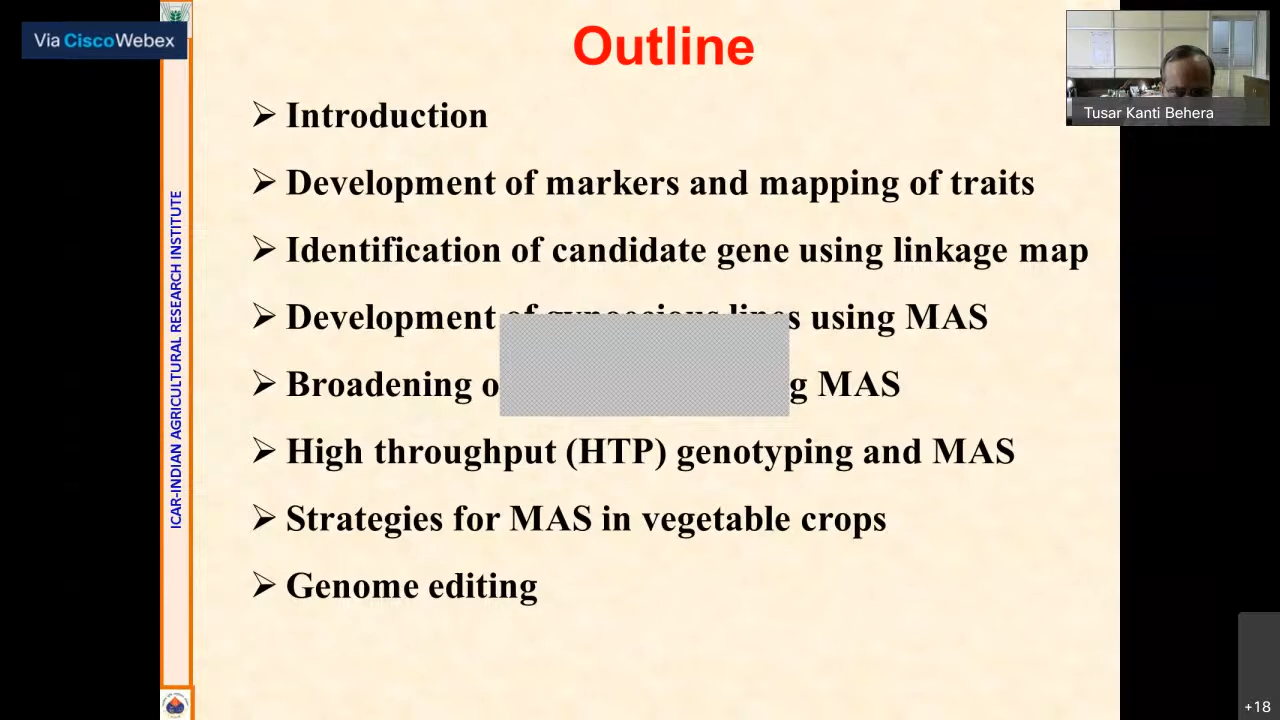 Via CiscoWebex
Outline
Tusar Kanti Behera
ICAR-INDIAN AGRICULTURAL RESEARCH INSTITUTE
➢ Introduction
➢ Development of markers and mapping of traits
➢ Identification of candidate gene using linkage map
➢ Development of gynoecious lines using MAS
➢ Broadening MAS
➢ High throughput (HTP) genotyping and MAS
➢ Strategies for MAS in vegetable crops
➢ Genome editing
+18